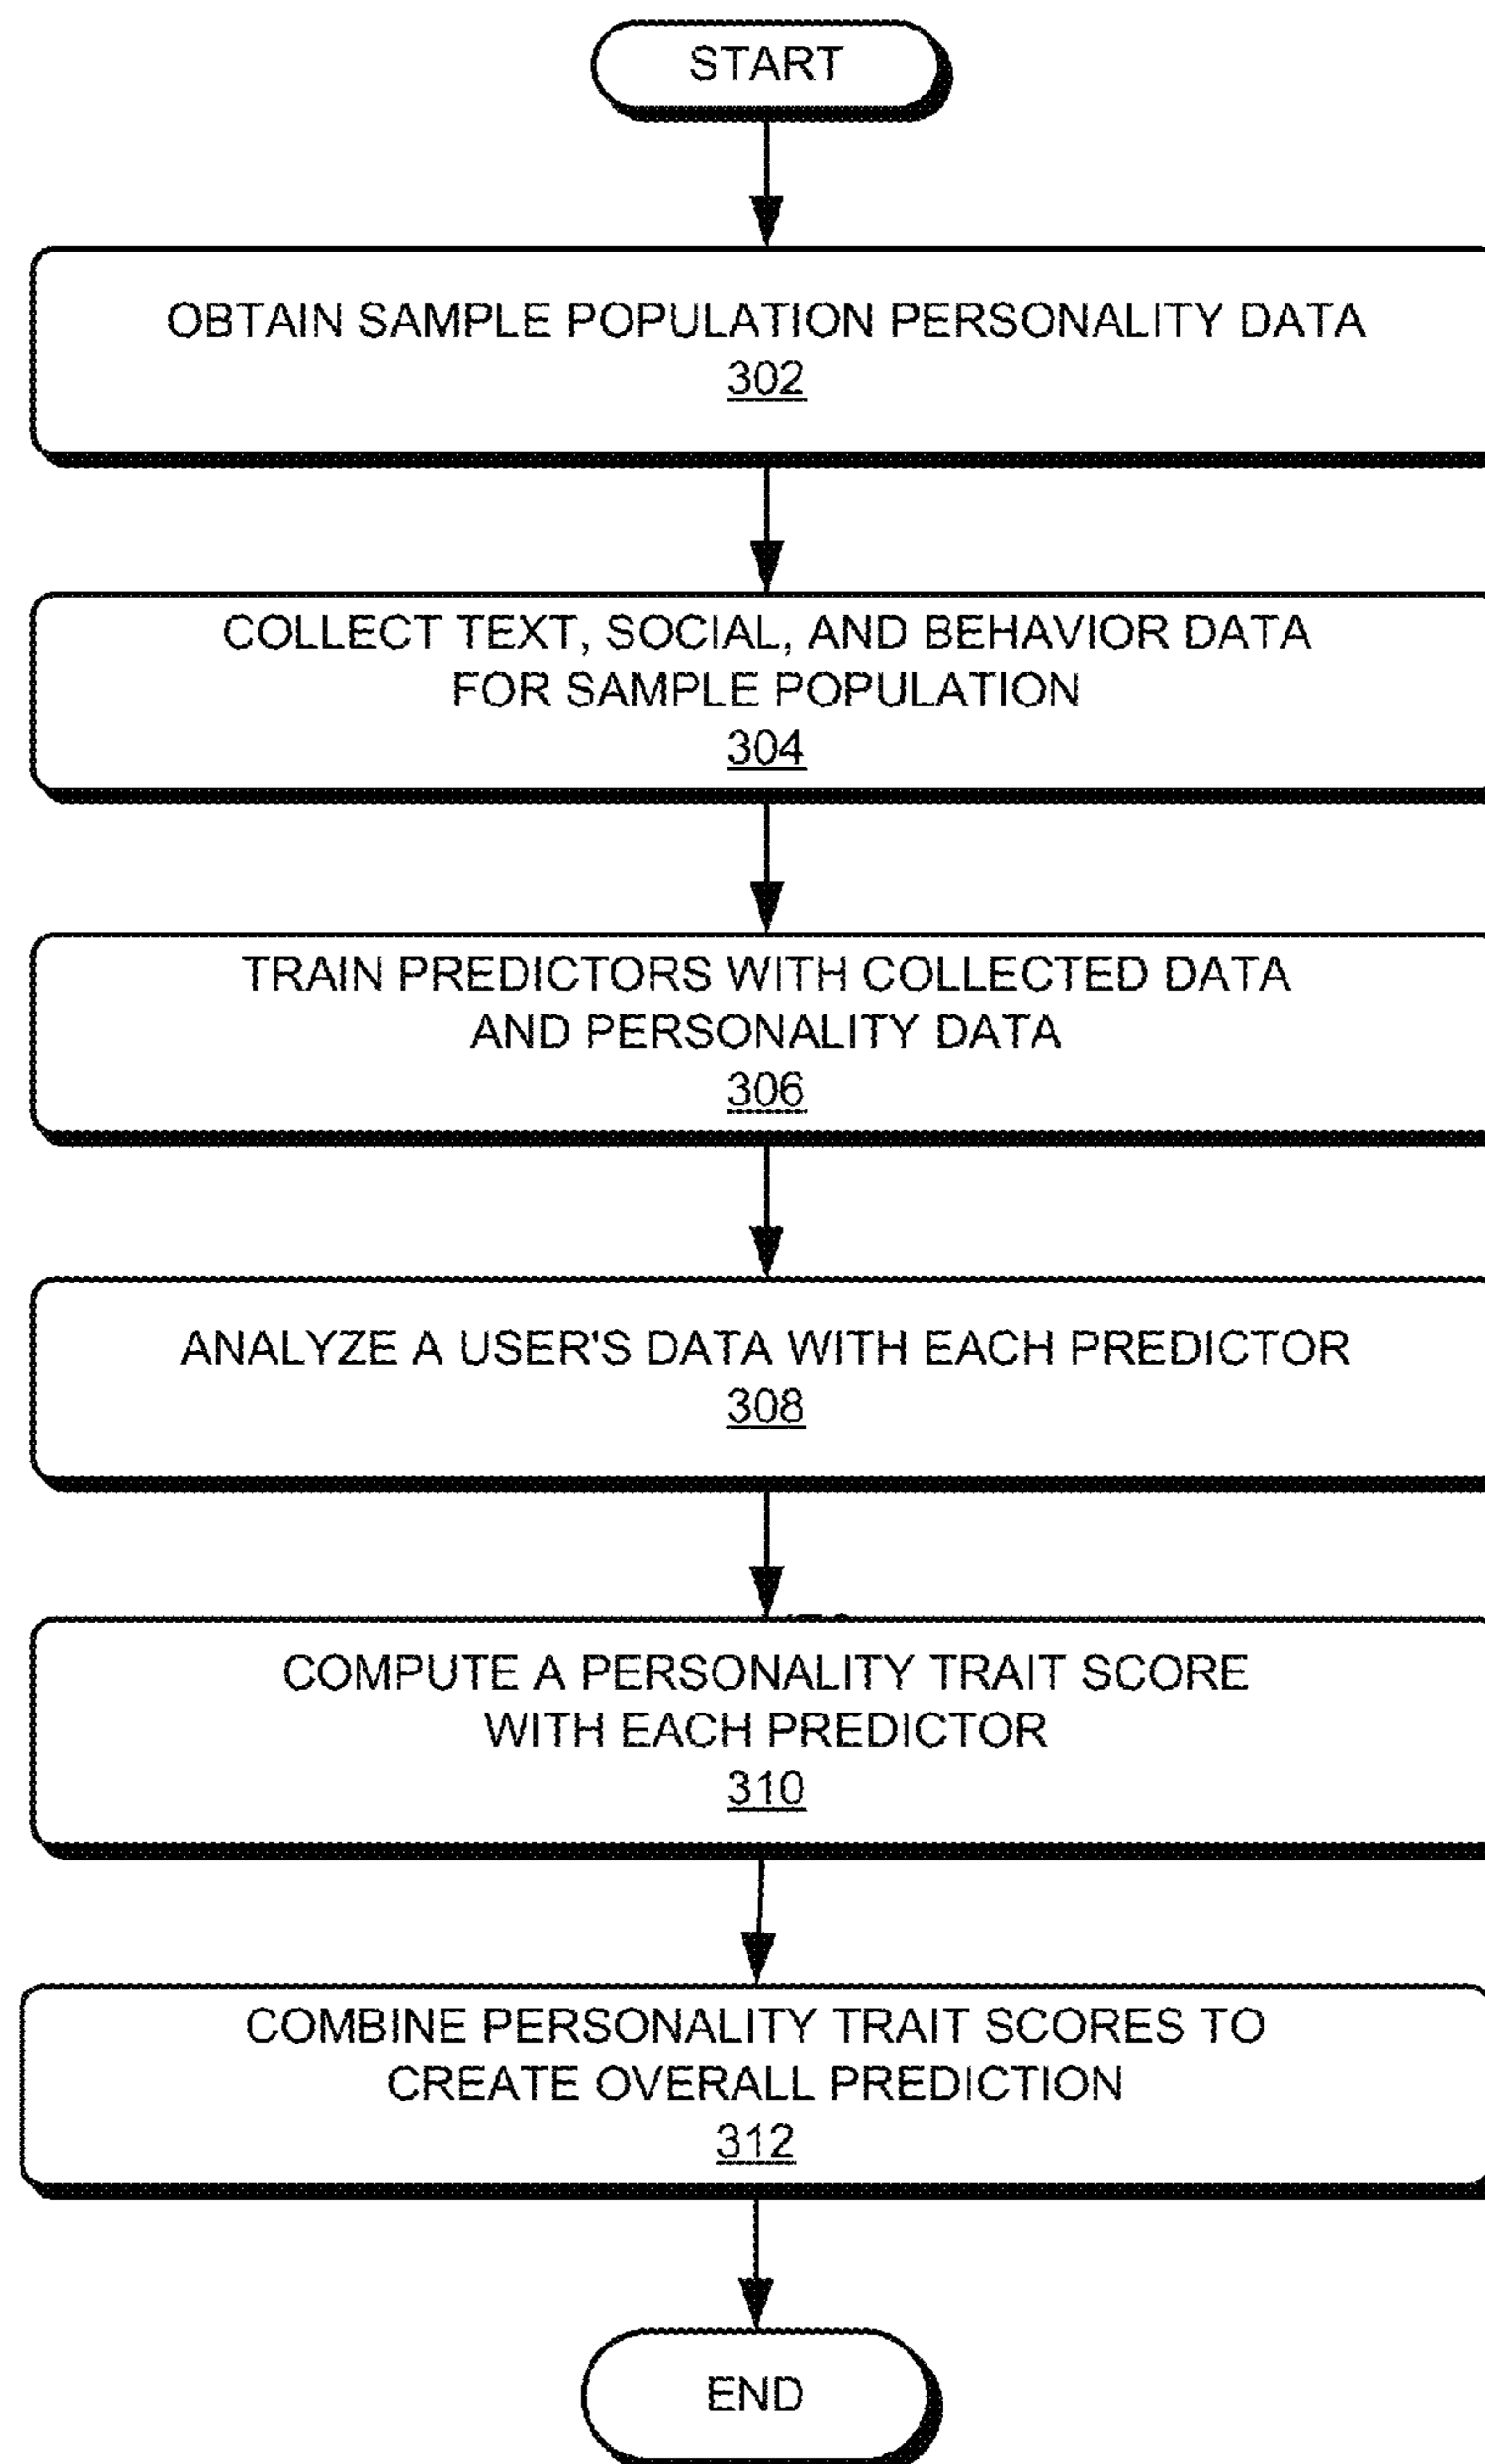 START
OBTAIN SAMPLE POPULATION PERSONALITY DATA
302
COLLECT TEXT, SOCIAL, AND BEHAVIOR DATA
FOR SAMPLE POPULATION
304
TRAIN PREDICTORS WITH COLLECTED DATA
AND PERSONALITY DATA
306
ANALYZE A USER'S DATA WITH EACH PREDICTOR
308
COMPUTE A PERSONALITY TRAIT SCORE
WITH EACH PREDICTOR
310
COMBINE PERSONALITY TRAIT SCORES TO
CREATE OVERALL PREDICTION
312
END